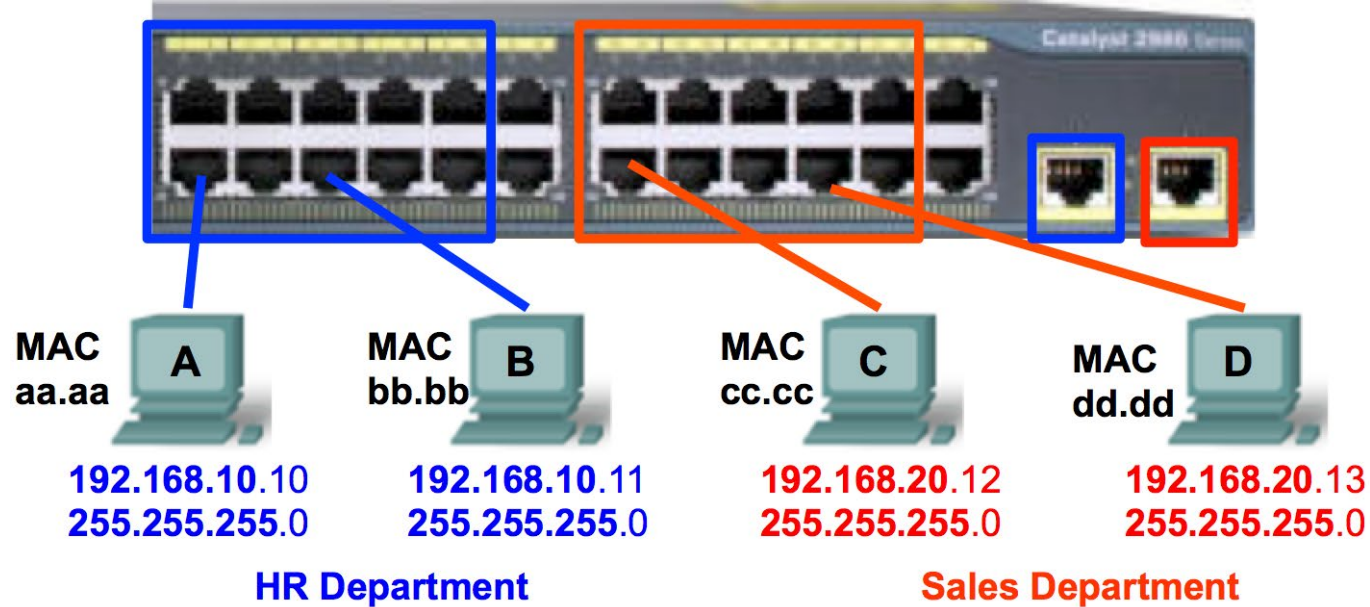 Catalyst 2960 Series
MAC
aa.aa
A
MAC
bb.bb
B
MAC
cc.cc
C
MAC
dd.dd
D
192.168.10.10
255.255.255.0
192.168.10.11
255.255.255.0
192.168.20.12
255.255.255.0
192.168.20.13
255.255.255.0
HR Department
Sales Department